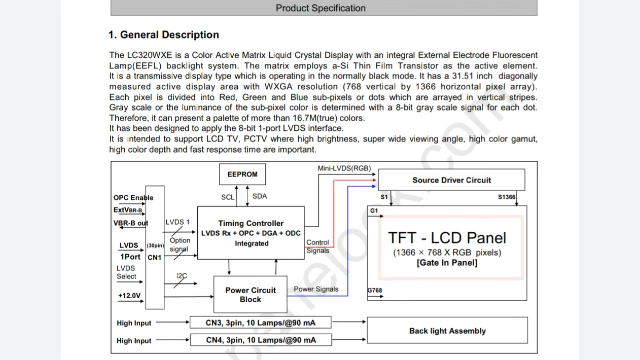 Product Specification
1. General Description
The LC320WXE is a Color Active Matrix Liquid Crystal Display with an integral External Electrode Fluorescent
Lamp(EEFL) backlight system. The matrix employs a-Si Thin Film Transistor as the active element.
It is a transmissive display type which is operating in the normally black mode. It has a 31.51 inch diagonally
measured active display area with WXGA resolution (768 vertical by 1366 horizontal pixel array).
Each pixel is divided into Red, Green and Blue sub-pixels or dots which are arrayed in vertical stripes.
Gray scale or the luminance of the sub-pixel color is determined with a 8-bit gray scale signal for each dot.
Therefore, it can present a palette of more than 16.7M(true) colors.
It has been designed to apply the 8-bit 1-port LVDS interface.
It is intended to support LCD TV, PCTV where high brightness, super wide viewing angle, high color gamut,
high color depth and fast response time are important.
EEPROM
SCL
SDA
Mini-LVDS(RGB)
Source Driver Circuit
S1
S1366
OPC Enable
ExtVBR-B
VBR-B out
LVDS
1Port
LVDS
Select
+12.0V
(30pin)
CN1
LVDS 1
Option
signal
I2C
Timing Controller
LVDS Rx + OPC + DGA + ODC
Integrated
Control
Signals
Power Circuit
Block
Power Signals
G1
TFT - LCD Panel
(1366 × 768 X RGB pixels)
[Gate In Panel]
G768
High Input
CN3, 3pin, 10 Lamps/@90 mA
High Input
CN4, 3pin, 10 Lamps/@90 mA
Back light Assembly